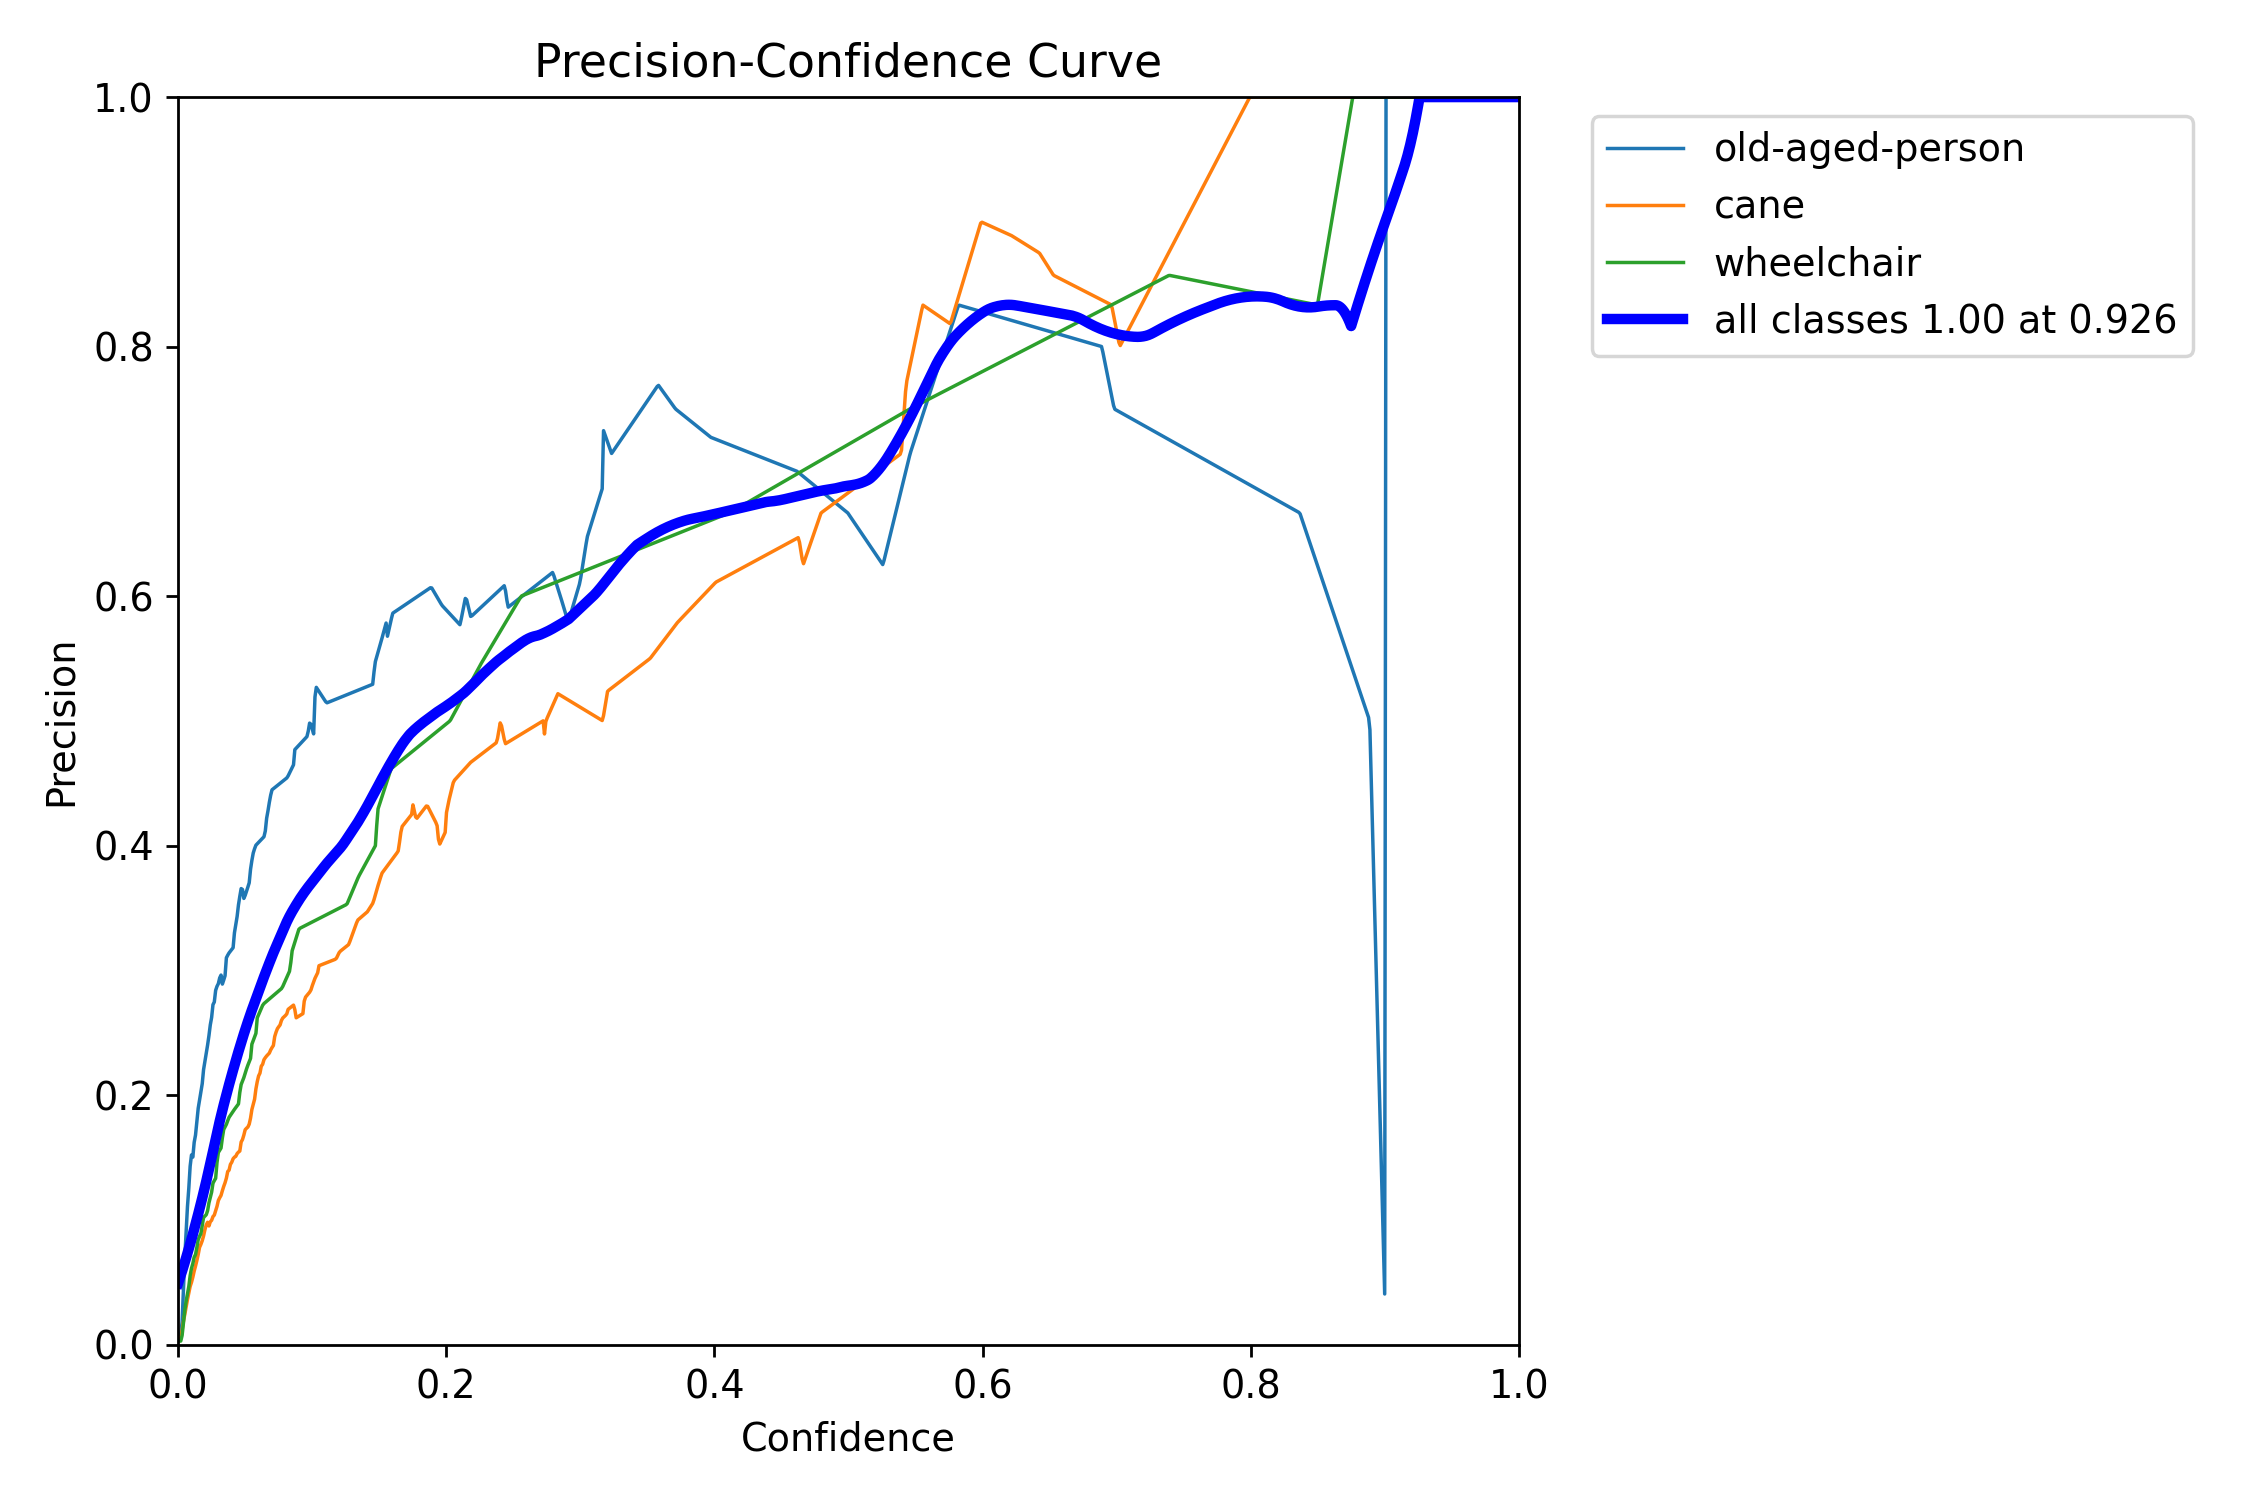 Precision-Confidence Curve
1.0
0.8
0.6
0.4
0.2
0.0
Precision
0.0 0.2 0.4 0.6 0.8 1.0
Confidence
old-aged-person
cane
wheelchair
all classes 1.00 at 0.926